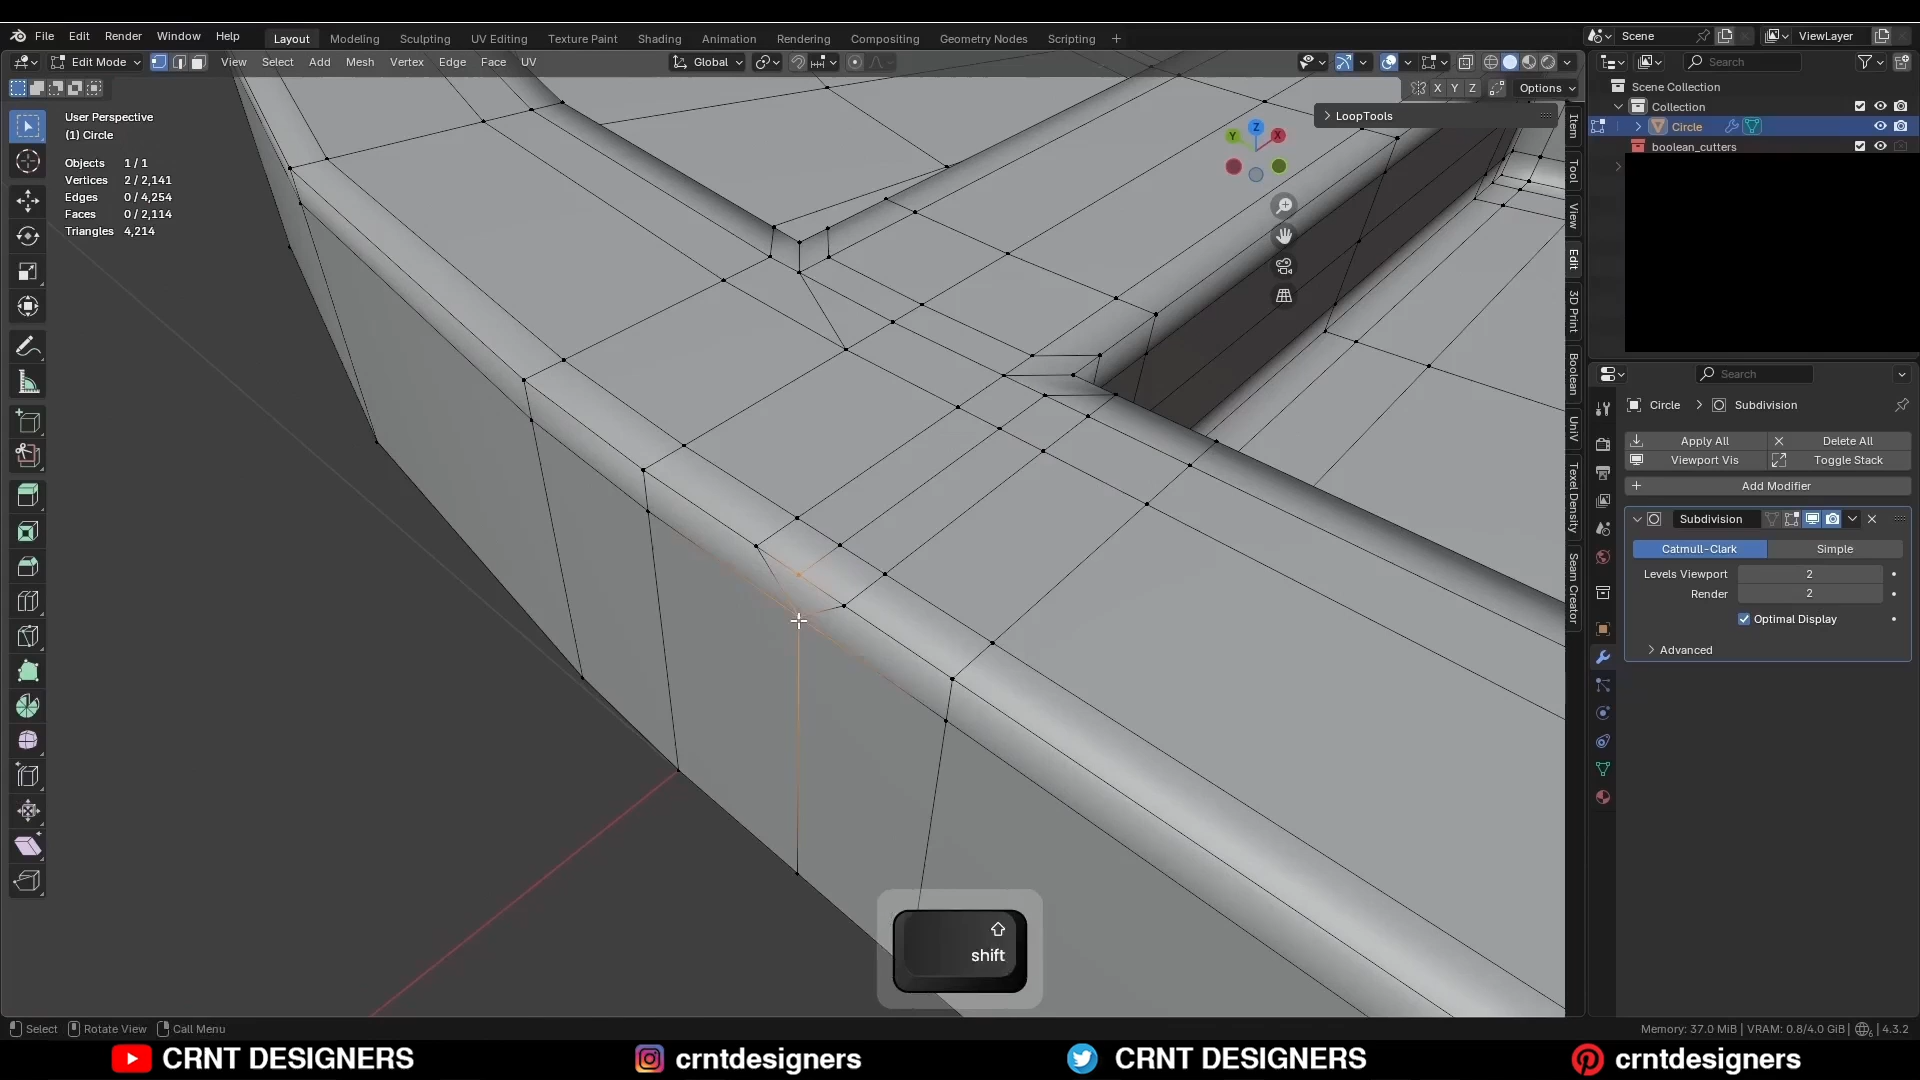 File Edit Render Window Help Layout Modeling Sculpting UV Editing Texture Paint Shading Animation Rendering Compositing Geometry Nodes Scripting + Scene ViewLayer
Edit Mode View Select Add Mesh Vertex Edge Face UV Global Search
X Y Z Options
Scene Collection
Collection
Circle
boolean_cutters
LoopTools
User Perspective
(1) Circle
Objects 1 / 1
Vertices 2 / 2,141
Edges 0 / 4,254
Faces 0 / 2,114
Triangles 4,214
Z
Y
X
Item
Tool
View
Edit
3D Print
Boolean
UniV
Texel Density
Seam Creator
Search
Circle > Subdivision
Apply All Delete All
Viewport Vis Toggle Stack
Add Modifier
Subdivision
Catmull-Clark Simple
Levels Viewport 2
Render 2
Optimal Display
Advanced
shift
Select Rotate View Call Menu
Memory: 37.0 MiB | VRAM: 0.8/4.0 GiB | 4.3.2
CRNT DESIGNERS crntdesigners CRNT DESIGNERS crntdesigners